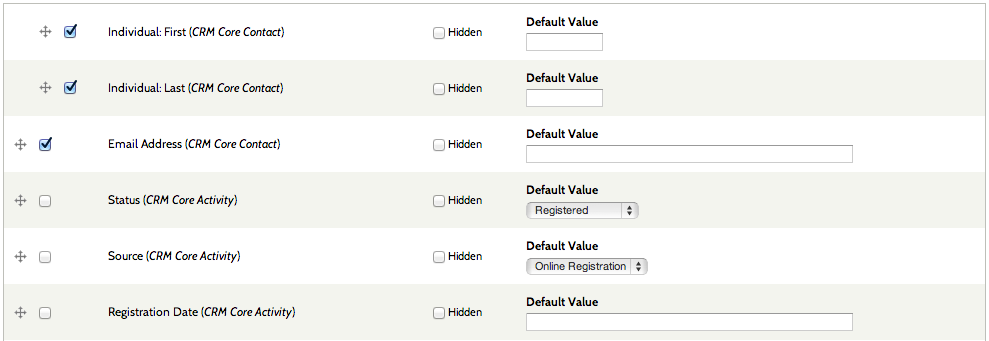 Individual: First (CRM Core Contact) Hidden Default Value
Individual: Last (CRM Core Contact) Hidden Default Value
Email Address (CRM Core Contact) Hidden Default Value
Status (CRM Core Activity) Hidden Default Value
Registered
Source (CRM Core Activity) Hidden Default Value
Online Registration
Registration Date (CRM Core Activity) Hidden Default Value